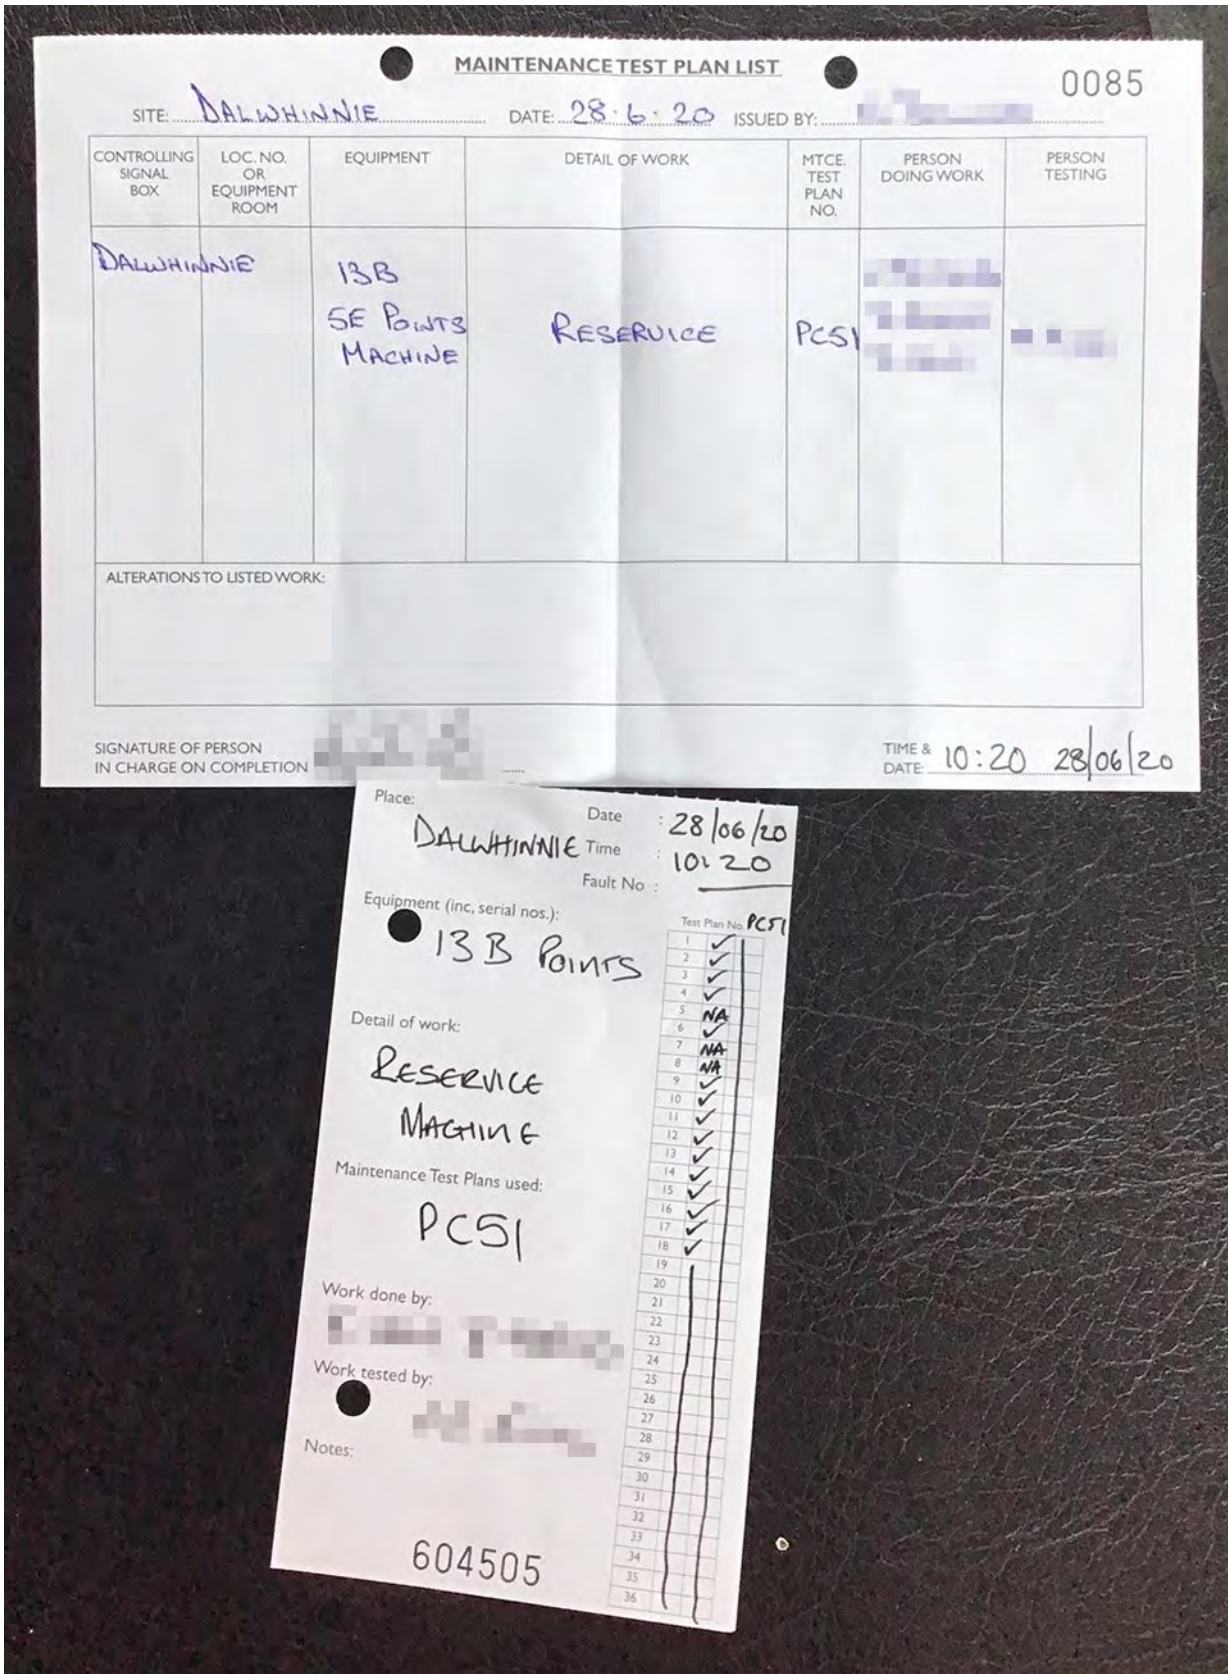 MAINTENANCE TEST PLAN LIST
0085
SITE: DALWHINNIE DATE: 28.6.20 ISSUED BY:
CONTROLLING SIGNAL BOX
LOC. NO. OR EQUIPMENT ROOM
EQUIPMENT
DETAIL OF WORK
MTCE. TEST PLAN NO.
PERSON DOING WORK
PERSON TESTING
DALWHINNIE
13B
5E POINTS
MACHINE
RESERVICE
PC51
ALTERATIONS TO LISTED WORK:
SIGNATURE OF PERSON
IN CHARGE ON COMPLETION
TIME &
DATE: 10:20 28/06/20
Place:
DALWHINNIE
Date : 28/06/20
Time : 10:20
Fault No :
Equipment (inc, serial nos.):
13B POINTS
Detail of work:
RESERVICE
MACHINE
Maintenance Test Plans used:
PC51
Work done by:
Work tested by:
Notes:
604505
Test Plan No. PC51
1 ✓
2 ✓
3 ✓
4 ✓
5 NA
6 ✓
7 NA
8 NA
9 ✓
10 ✓
11 ✓
12 ✓
13 ✓
14 ✓
15 ✓
16 ✓
17 ✓
18 ✓
19
20
21
22
23
24
25
26
27
28
29
30
31
32
33
34
35
36